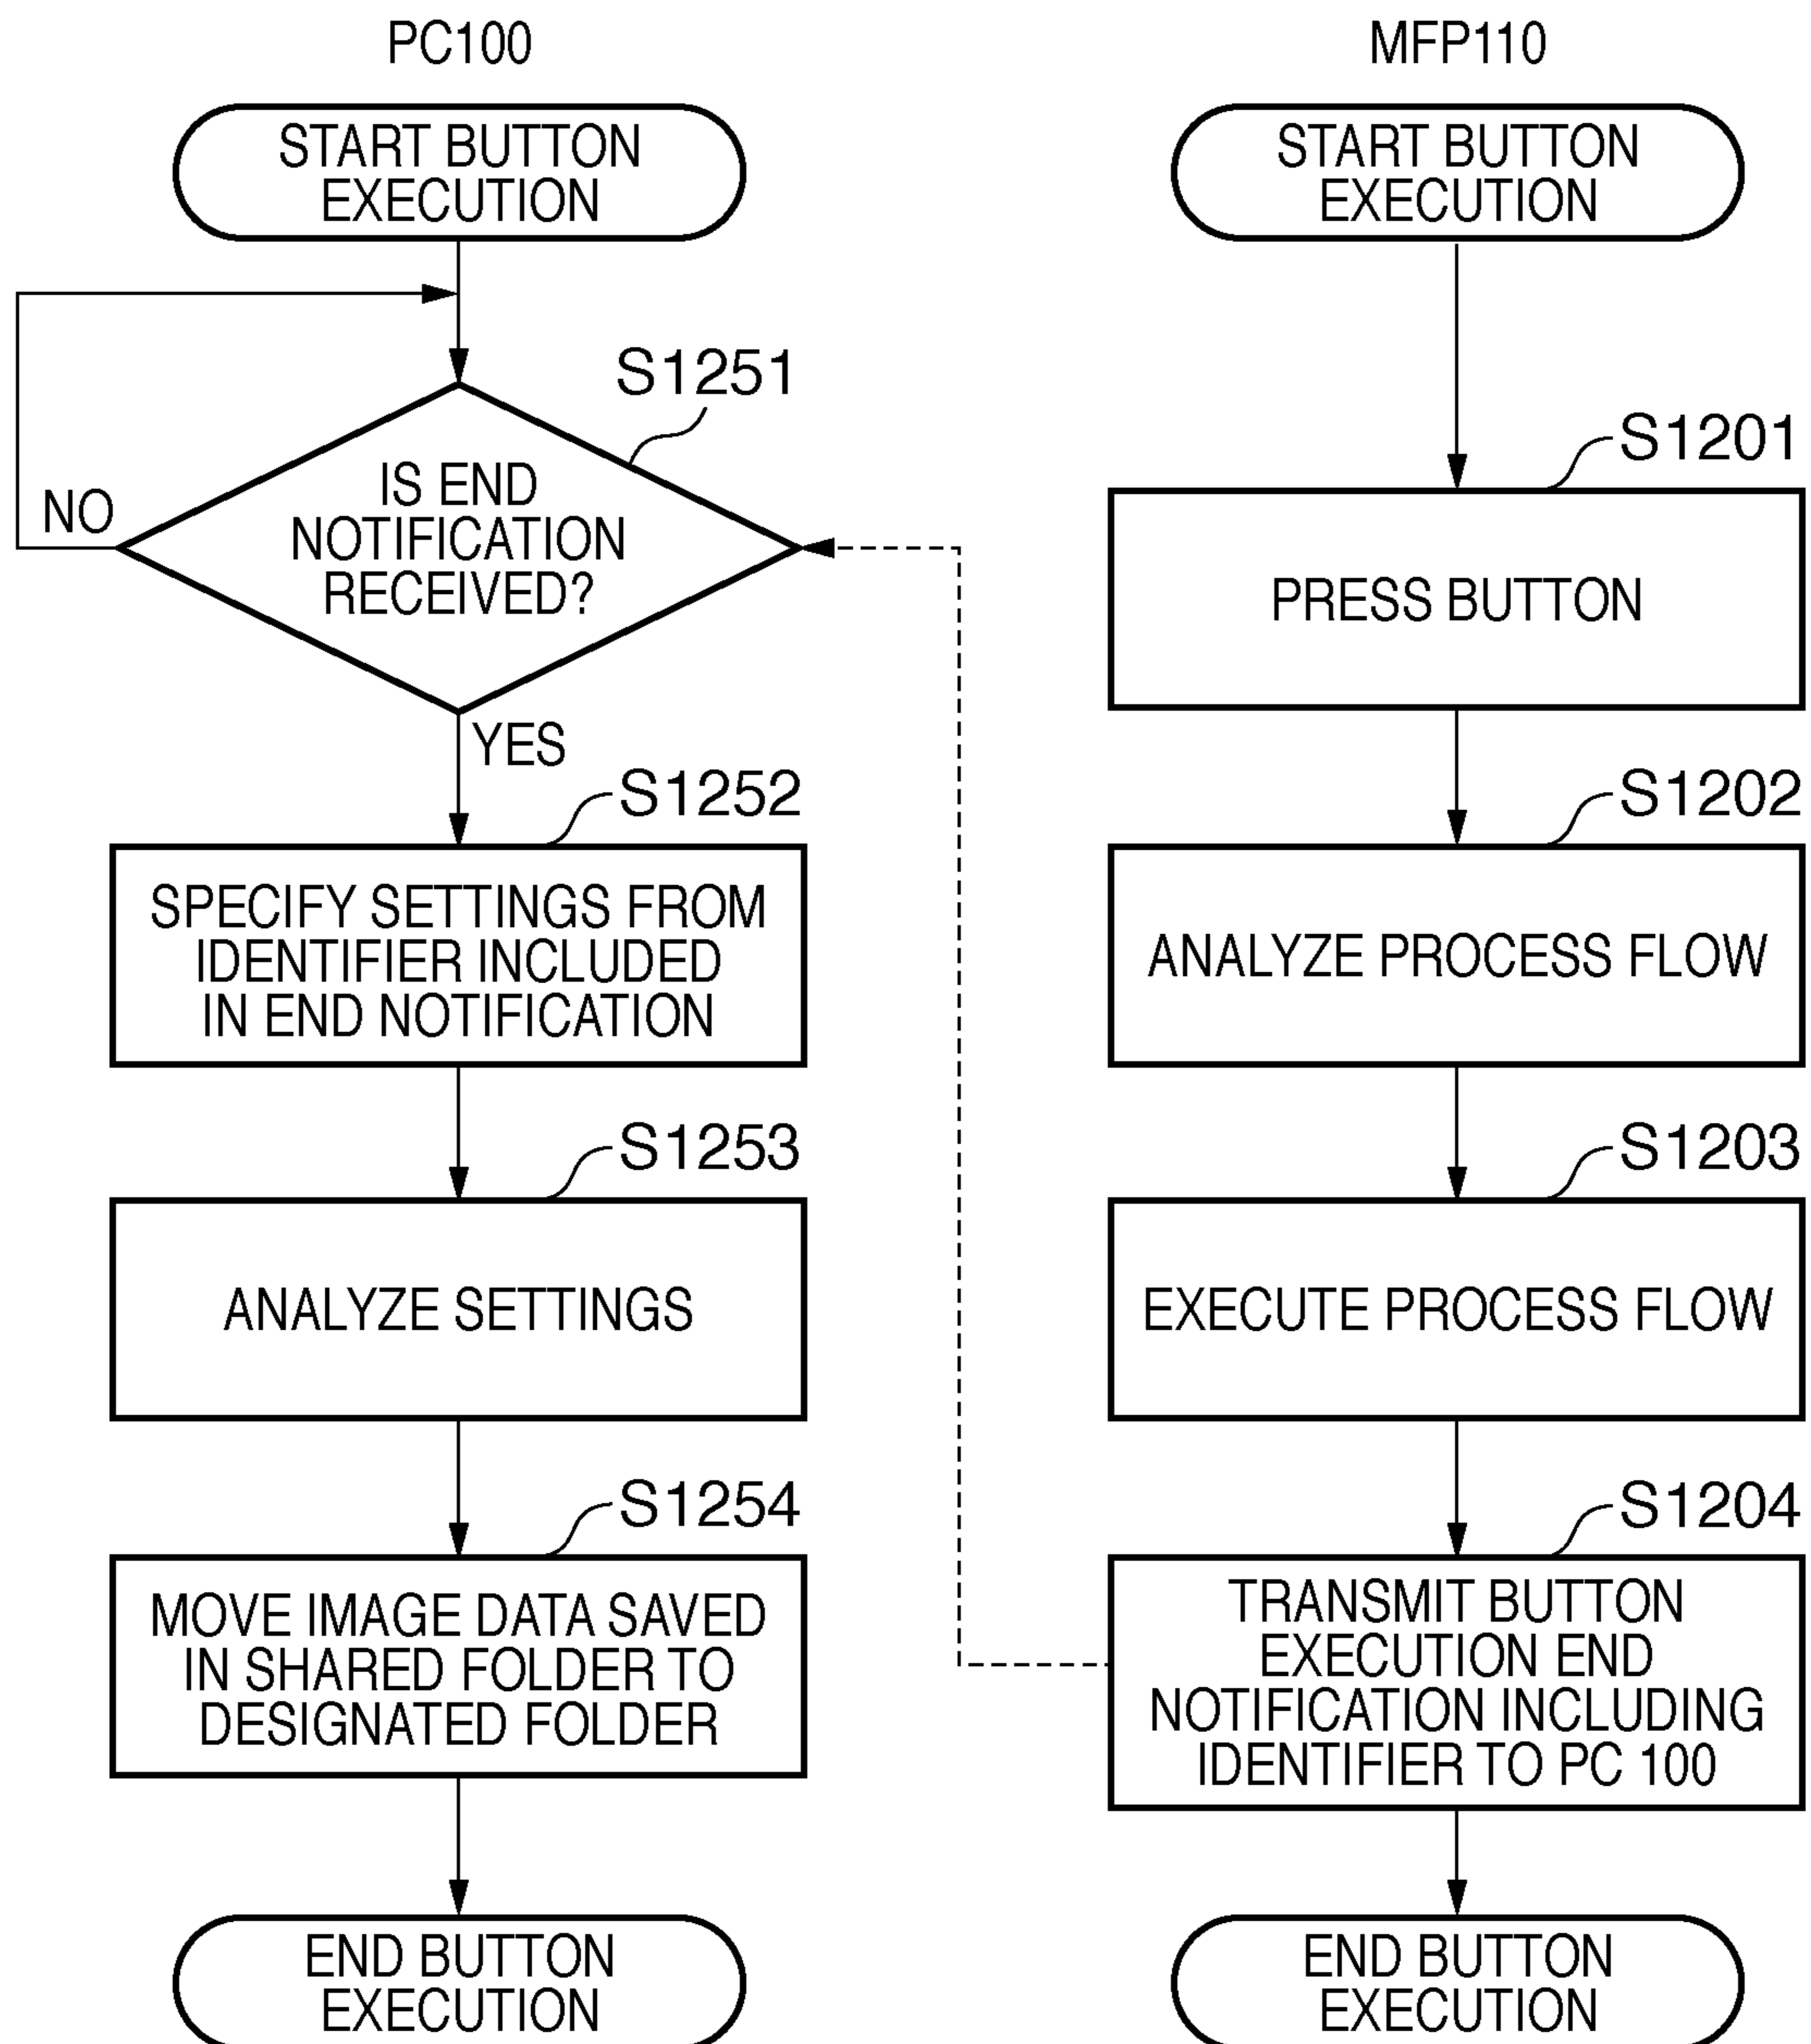 PC100
START BUTTON
EXECUTION
S1251
IS END
NOTIFICATION
RECEIVED?
NO
YES
S1252
SPECIFY SETTINGS FROM
IDENTIFIER INCLUDED
IN END NOTIFICATION
S1253
ANALYZE SETTINGS
S1254
MOVE IMAGE DATA SAVED
IN SHARED FOLDER TO
DESIGNATED FOLDER
END BUTTON
EXECUTION
MFP110
START BUTTON
EXECUTION
S1201
PRESS BUTTON
S1202
ANALYZE PROCESS FLOW
S1203
EXECUTE PROCESS FLOW
S1204
TRANSMIT BUTTON
EXECUTION END
NOTIFICATION INCLUDING
IDENTIFIER TO PC 100
END BUTTON
EXECUTION